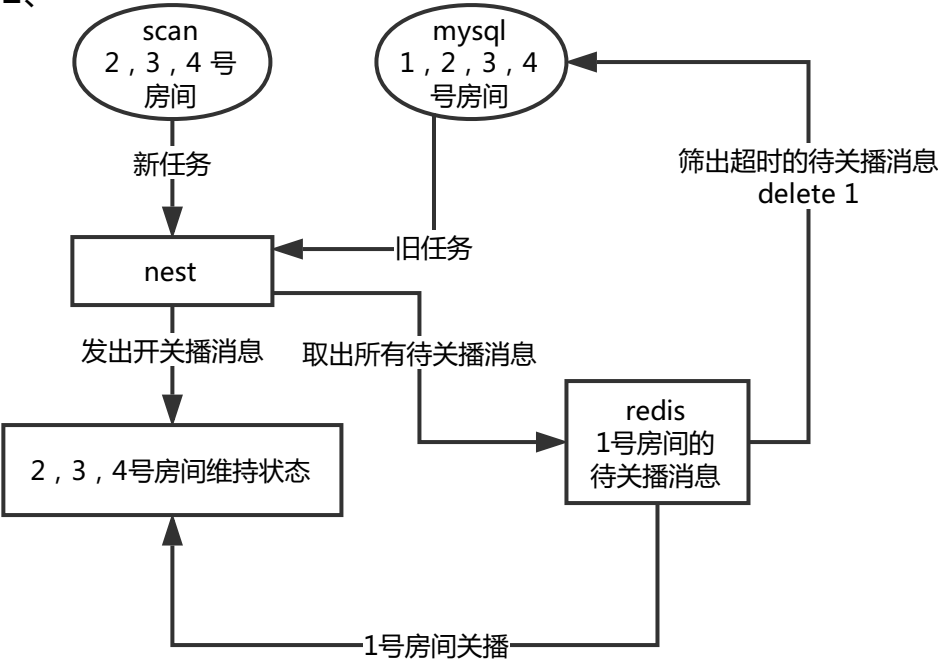 scan
2，3，4 号
房间
mysql
1，2，3，4
号房间
新任务
筛出超时的待关播消息
delete 1
旧任务
nest
发出开关播消息
取出所有待关播消息
redis
1号房间的
待关播消息
2，3，4号房间维持状态
1号房间关播